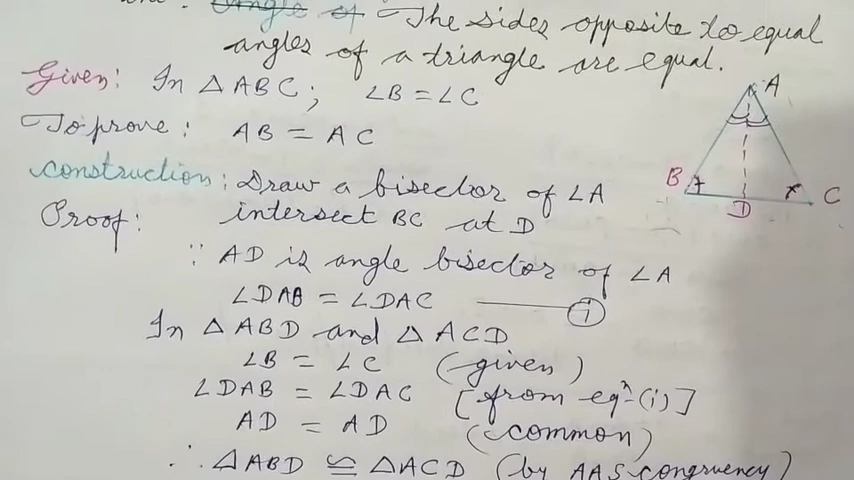 The sides opposite to equal
angles of a triangle are equal.
Given: In △ABC; ∠B = ∠C
To prove: AB = AC
construction: Draw a bisector of ∠A
intersect BC at D
Proof:
∵ AD is angle bisector of ∠A
∠DAB = ∠DAC —— (i)
In △ABD and △ACD
∠B = ∠C (given)
∠DAB = ∠DAC [from eqⁿ-(i)]
AD = AD (common)
∴ △ABD ≅ △ACD (by AAS congruency)
A
B
C
D